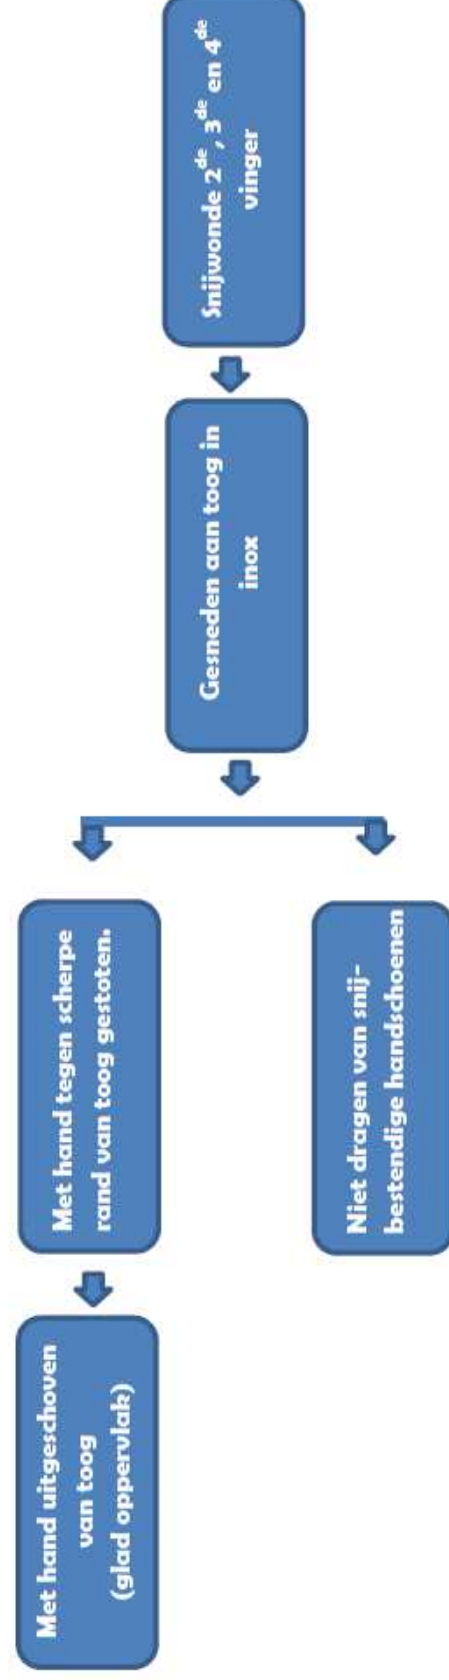 Met hand uitgeschoven
van toog
(glad oppervlak)
Met hand tegen scherpe
rand van toog gestoten.
Niet dragen van snij-
bestendige handschoenen
Gesneden aan toog in
inox
Snijwonde 2de, 3de en 4de
vinger